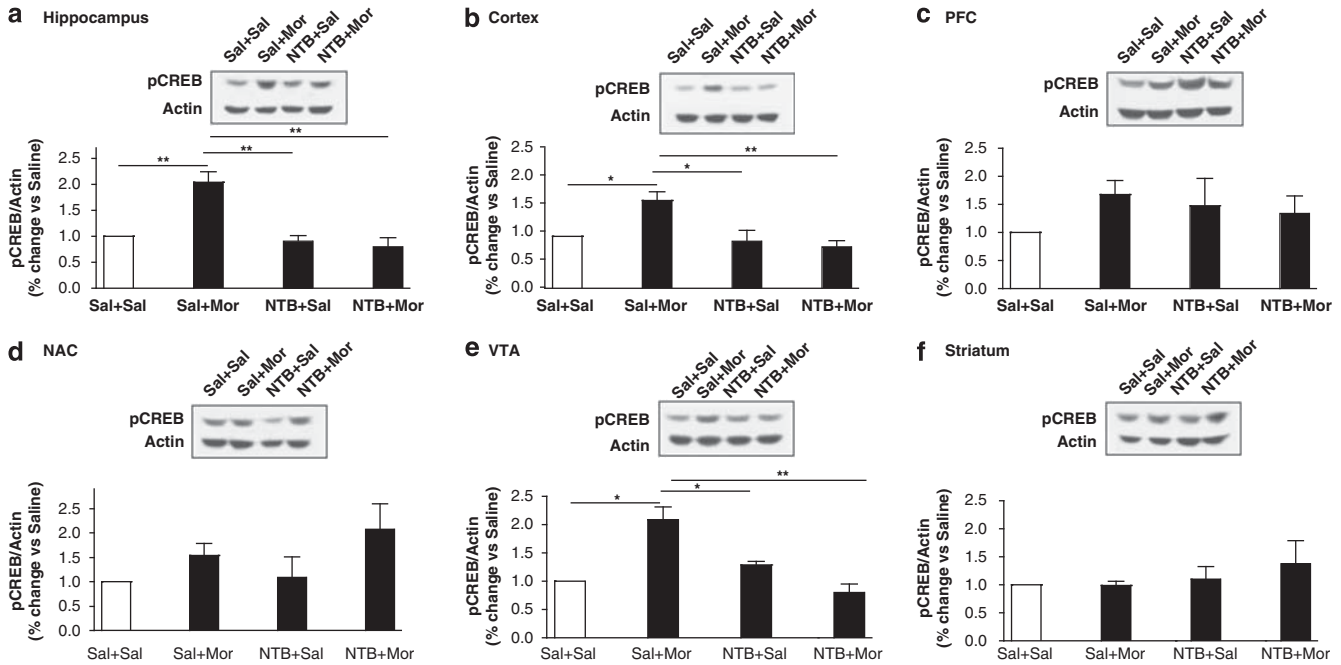 a Hippocampus
Sal+Sal
Sal+Mor
NTB+Sal
NTB+Mor
pCREB
Actin
**
**
**
pCREB/Actin
(% change vs Saline)
2.5
2.0
1.5
1.0
0.5
0.0
Sal+Sal Sal+Mor NTB+Sal NTB+Mor
b Cortex
Sal+Sal
Sal+Mor
NTB+Sal
NTB+Mor
pCREB
Actin
**
*
*
pCREB/Actin
(% change vs Saline)
2.5
2.0
1.5
1.0
0.5
0.0
Sal+Sal Sal+Mor NTB+Sal NTB+Mor
c PFC
Sal+Sal
Sal+Mor
NTB+Sal
NTB+Mor
pCREB
Actin
pCREB/Actin
(% change vs Saline)
2.5
2.0
1.5
1.0
0.5
0.0
Sal+Sal Sal+Mor NTB+Sal NTB+Mor
d NAC
Sal+Sal
Sal+Mor
NTB+Sal
NTB+Mor
pCREB
Actin
pCREB/Actin
(% change vs Saline)
2.5
2.0
1.5
1.0
0.5
0.0
Sal+Sal Sal+Mor NTB+Sal NTB+Mor
e VTA
Sal+Sal
Sal+Mor
NTB+Sal
NTB+Mor
pCREB
Actin
**
*
*
pCREB/Actin
(% change vs Saline)
2.5
2.0
1.5
1.0
0.5
0.0
Sal+Sal Sal+Mor NTB+Sal NTB+Mor
f Striatum
Sal+Sal
Sal+Mor
NTB+Sal
NTB+Mor
pCREB
Actin
pCREB/Actin
(% change vs Saline)
2.5
2.0
1.5
1.0
0.5
0.0
Sal+Sal Sal+Mor NTB+Sal NTB+Mor